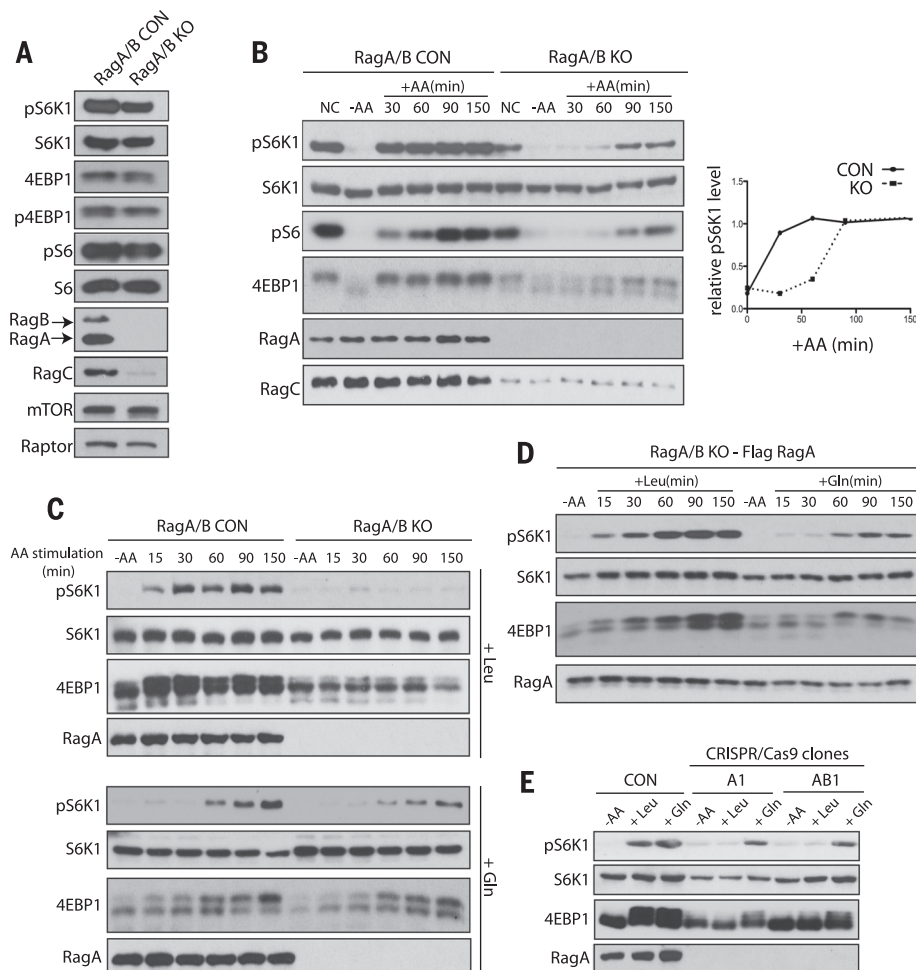 A
RagA/B CON
RagA/B KO
pS6K1
S6K1
4EBP1
p4EBP1
pS6
S6
RagB
RagA
RagC
mTOR
Raptor
B
RagA/B CON RagA/B KO
+AA(min) +AA(min)
NC -AA 30 60 90 150 NC -AA 30 60 90 150
pS6K1
S6K1
pS6
4EBP1
RagA
RagC
CON
KO
relative pS6K1 level
1.5
1.0
0.5
0.0
0 50 100 150
+AA (min)
C
RagA/B CON RagA/B KO
AA stimulation
(min)
-AA 15 30 60 90 150 -AA 15 30 60 90 150
pS6K1
S6K1
4EBP1
RagA
+ Leu
pS6K1
S6K1
4EBP1
RagA
+ Gln
D
RagA/B KO - Flag RagA
+Leu(min) +Gln(min)
-AA 15 30 60 90 150 -AA 15 30 60 90 150
pS6K1
S6K1
4EBP1
RagA
E
CRISPR/Cas9 clones
CON A1 AB1
-AA + Leu + Gln -AA + Leu + Gln -AA + Leu + Gln
pS6K1
S6K1
4EBP1
RagA